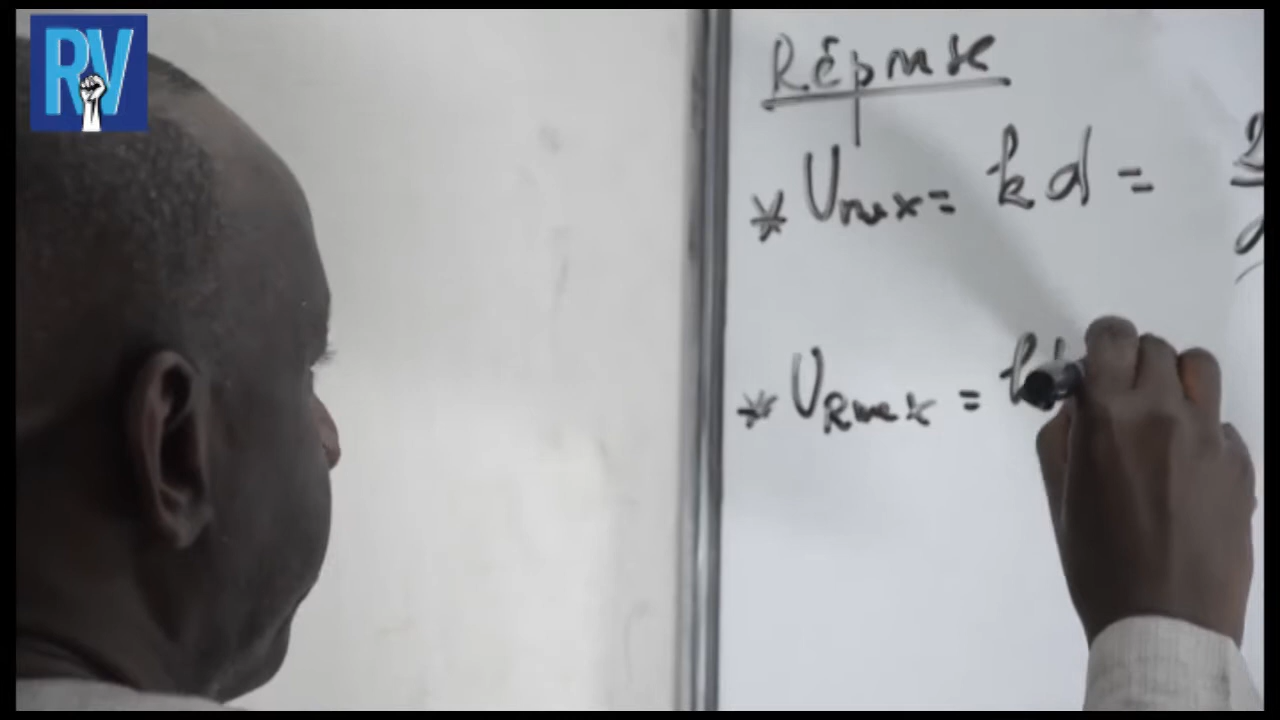 RV
Réponse
* Umax = kd =
* URmax = k